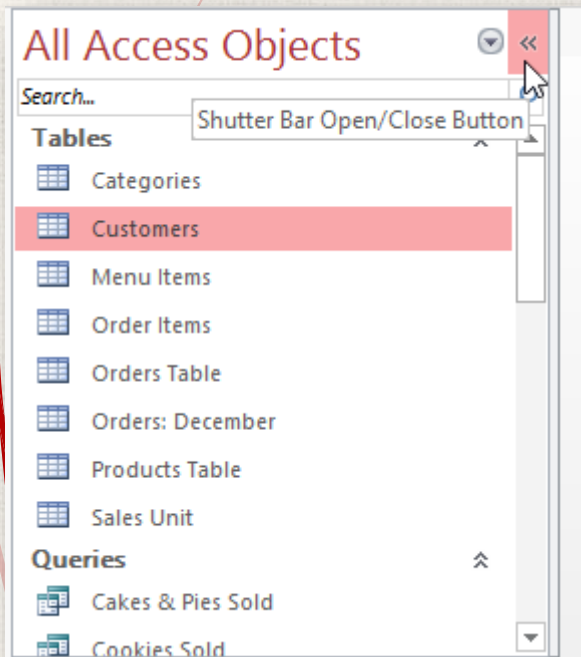 All Access Objects «
Search...
Shutter Bar Open/Close Button
Tables
Categories
Customers
Menu Items
Order Items
Orders Table
Orders: December
Products Table
Sales Unit
Queries
Cakes & Pies Sold
Cookies Sold